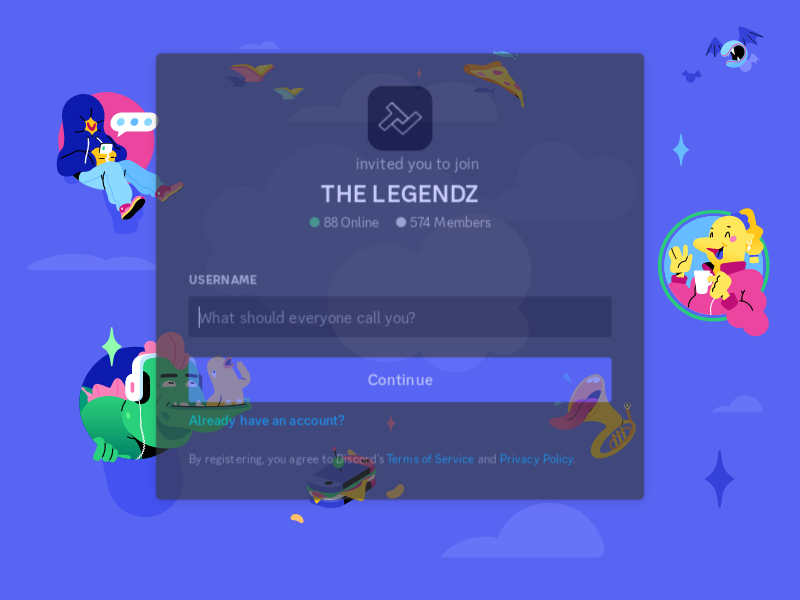 invited you to join
THE LEGENDZ
88 Online 574 Members
USERNAME
What should everyone call you?
Continue
Already have an account?
By registering, you agree to Discord's Terms of Service and Privacy Policy.